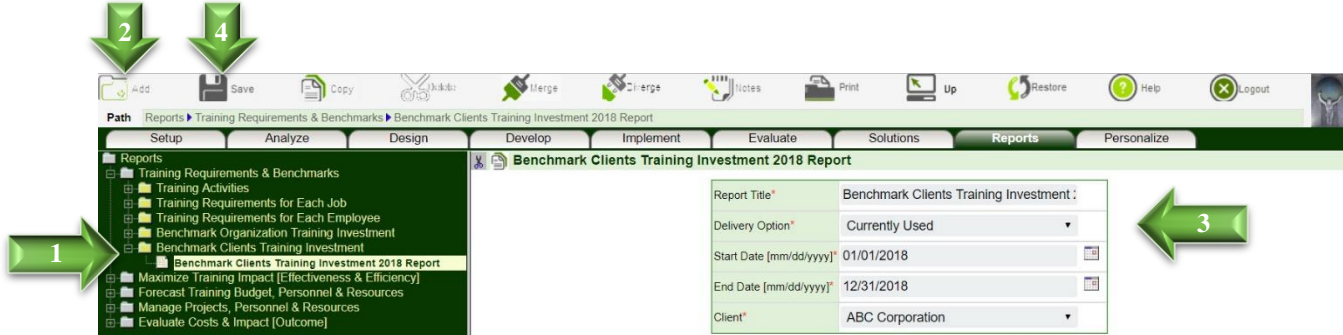 2 4
Add Save Copy Delete Merge Diverge Notes Print Up Restore Help Logout
Path Reports Training Requirements & Benchmarks Benchmark Clients Training Investment 2018 Report
Setup Analyze Design Develop Implement Evaluate Solutions Reports Personalize
Reports
Benchmark Clients Training Investment 2018 Report
Training Requirements & Benchmarks
Training Activities
Training Requirements for Each Job
Training Requirements for Each Employee
Benchmark Organization Training Investment
1
Benchmark Clients Training Investment
Benchmark Clients Training Investment 2018 Report
Maximize Training Impact [Effectiveness & Efficiency]
Forecast Training Budget, Personnel & Resources
Manage Projects, Personnel & Resources
Evaluate Costs & Impact [Outcome]
Report Title* Benchmark Clients Training Investment 2
Delivery Option* Currently Used
3
Start Date [mm/dd/yyyy]* 01/01/2018
End Date [mm/dd/yyyy]* 12/31/2018
Client* ABC Corporation